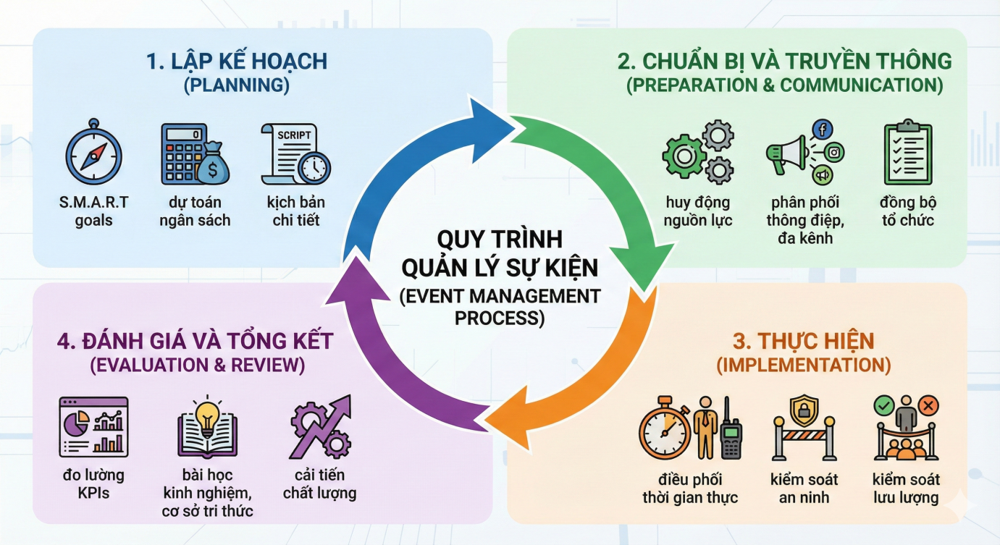 1. LẬP KẾ HOẠCH
(PLANNING)
SCRIPT
0
$
S.M.A.R.T
goals
dự toán
ngân sách
kịch bản
chi tiết
2. CHUẨN BỊ VÀ TRUYỀN THÔNG
(PREPARATION & COMMUNICATION)
f
huy động
nguồn lực
phân phối
thông điệp,
đa kênh
đồng bộ
tổ chức
QUY TRÌNH
QUẢN LÝ SỰ KIỆN
(EVENT MANAGEMENT
PROCESS)
4. ĐÁNH GIÁ VÀ TỔNG KẾT
(EVALUATION & REVIEW)
đo lường
KPIs
bài học
kinh nghiệm,
cơ sở tri thức
cải tiến
chất lượng
3. THỰC HIỆN
(IMPLEMENTATION)
điều phối
thời gian thực
kiểm soát
an ninh
kiểm soát
lưu lượng